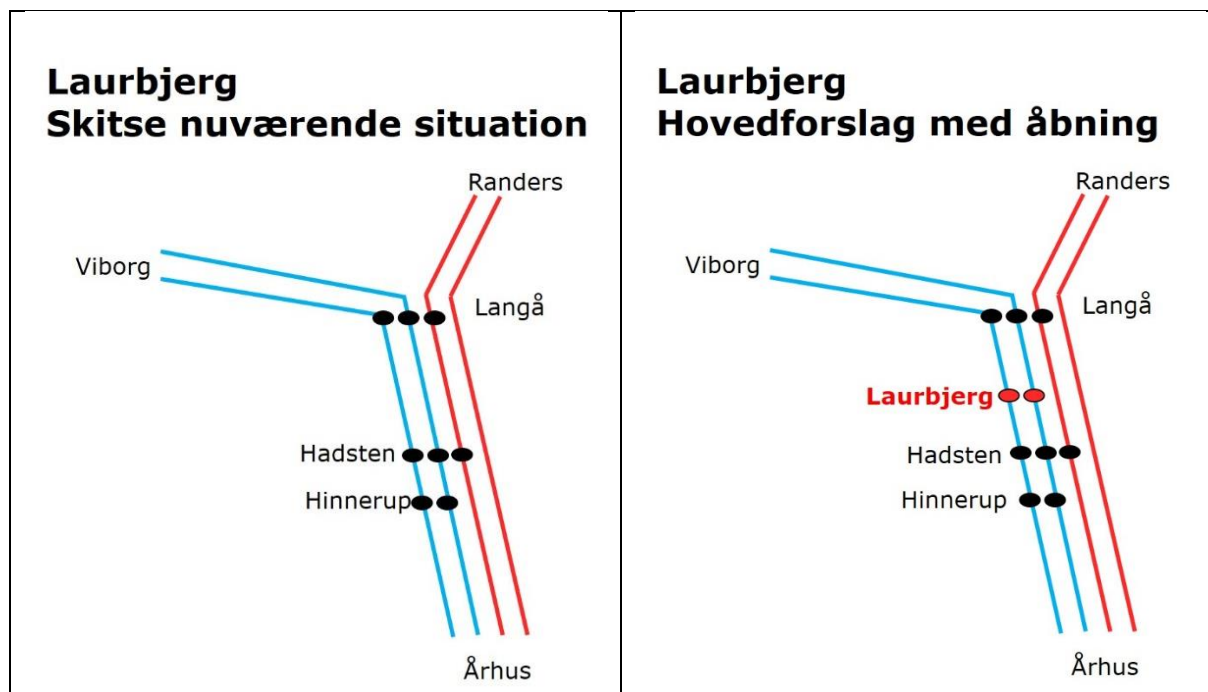 Laurbjerg
Skitse nuværende situation
Randers
Viborg
Langå
Hadsten
Hinnerup
Århus
Laurbjerg
Hovedforslag med åbning
Randers
Viborg
Langå
Laurbjerg
Hadsten
Hinnerup
Århus